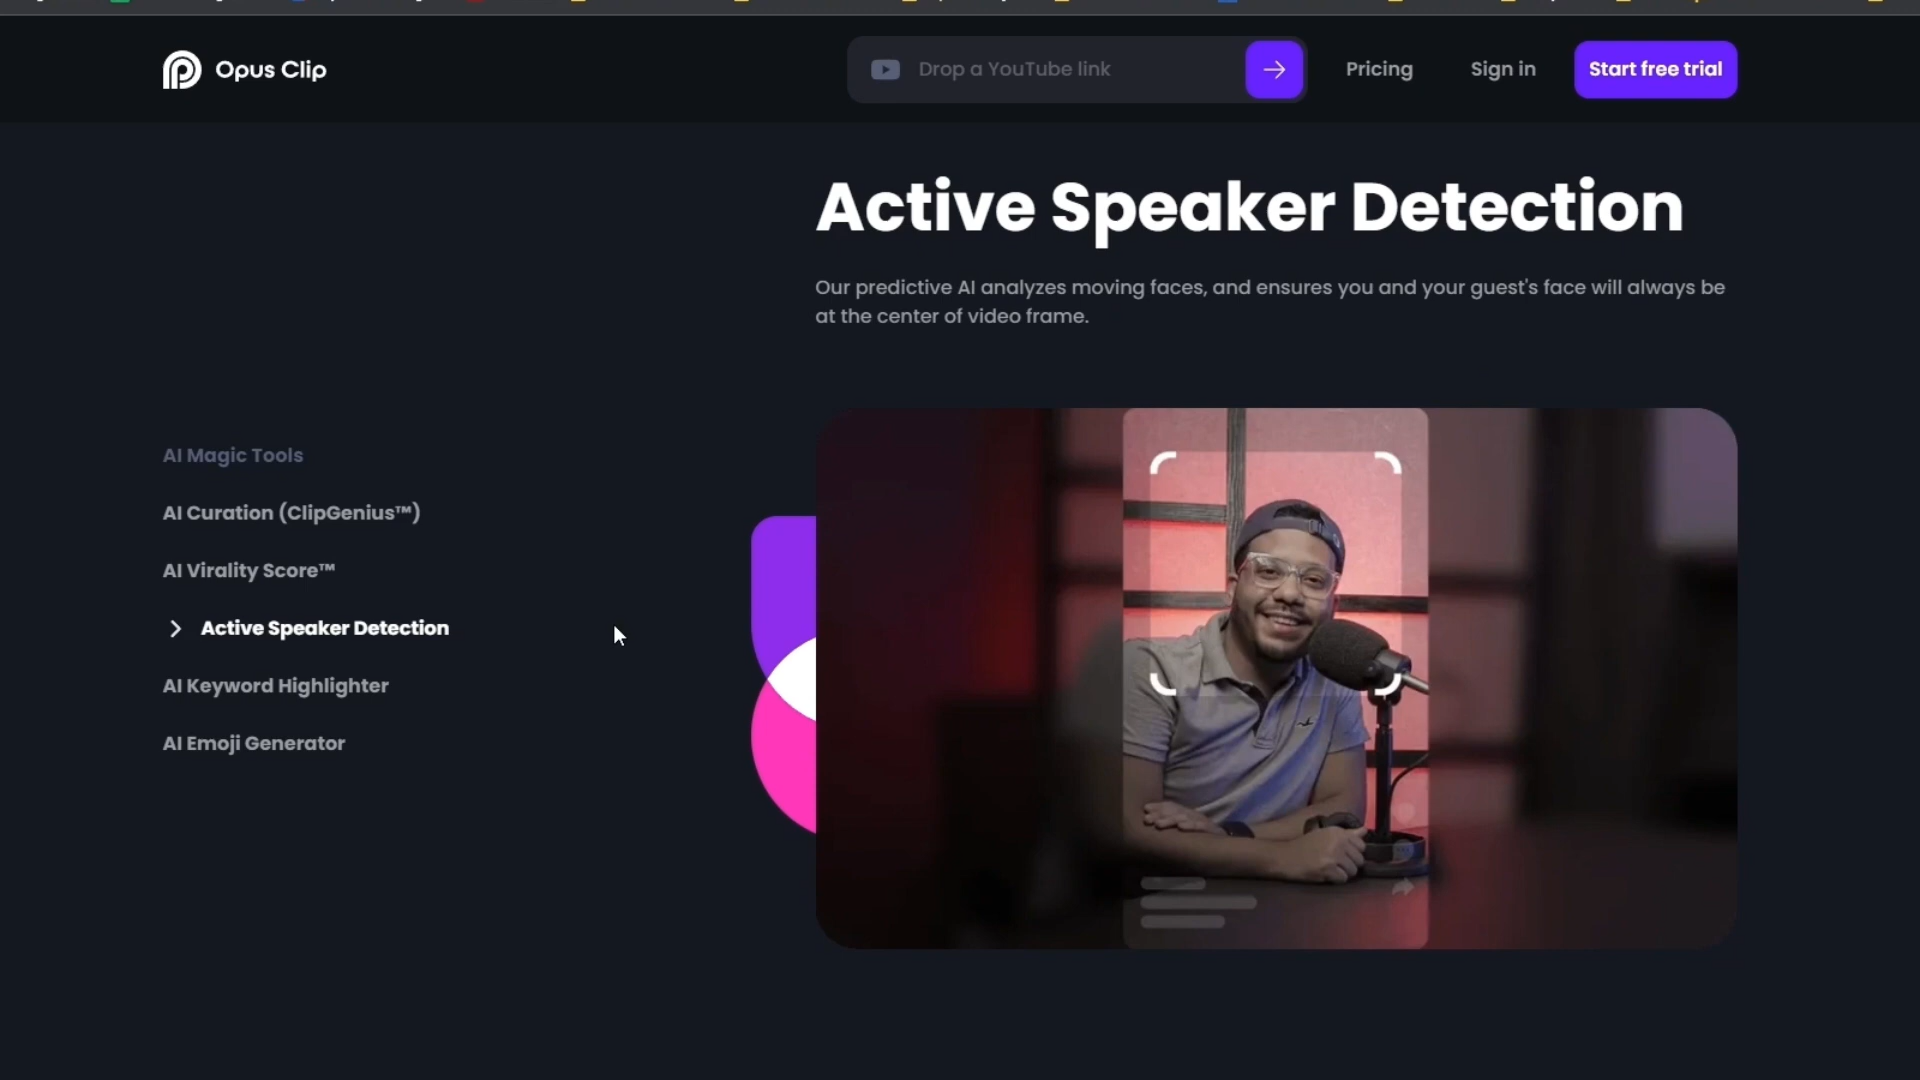 Opus Clip
Drop a YouTube link
Pricing
Sign in
Start free trial
Active Speaker Detection
Our predictive AI analyzes moving faces, and ensures you and your guest's face will always be
at the center of video frame.
AI Magic Tools
AI Curation (ClipGenius™)
AI Virality Score™
Active Speaker Detection
AI Keyword Highlighter
AI Emoji Generator